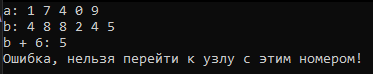 a: 1 7 4 0 9
b: 4 8 8 2 4 5
b + 6: 5
Ошибка, нельзя перейти к узлу с этим номером!